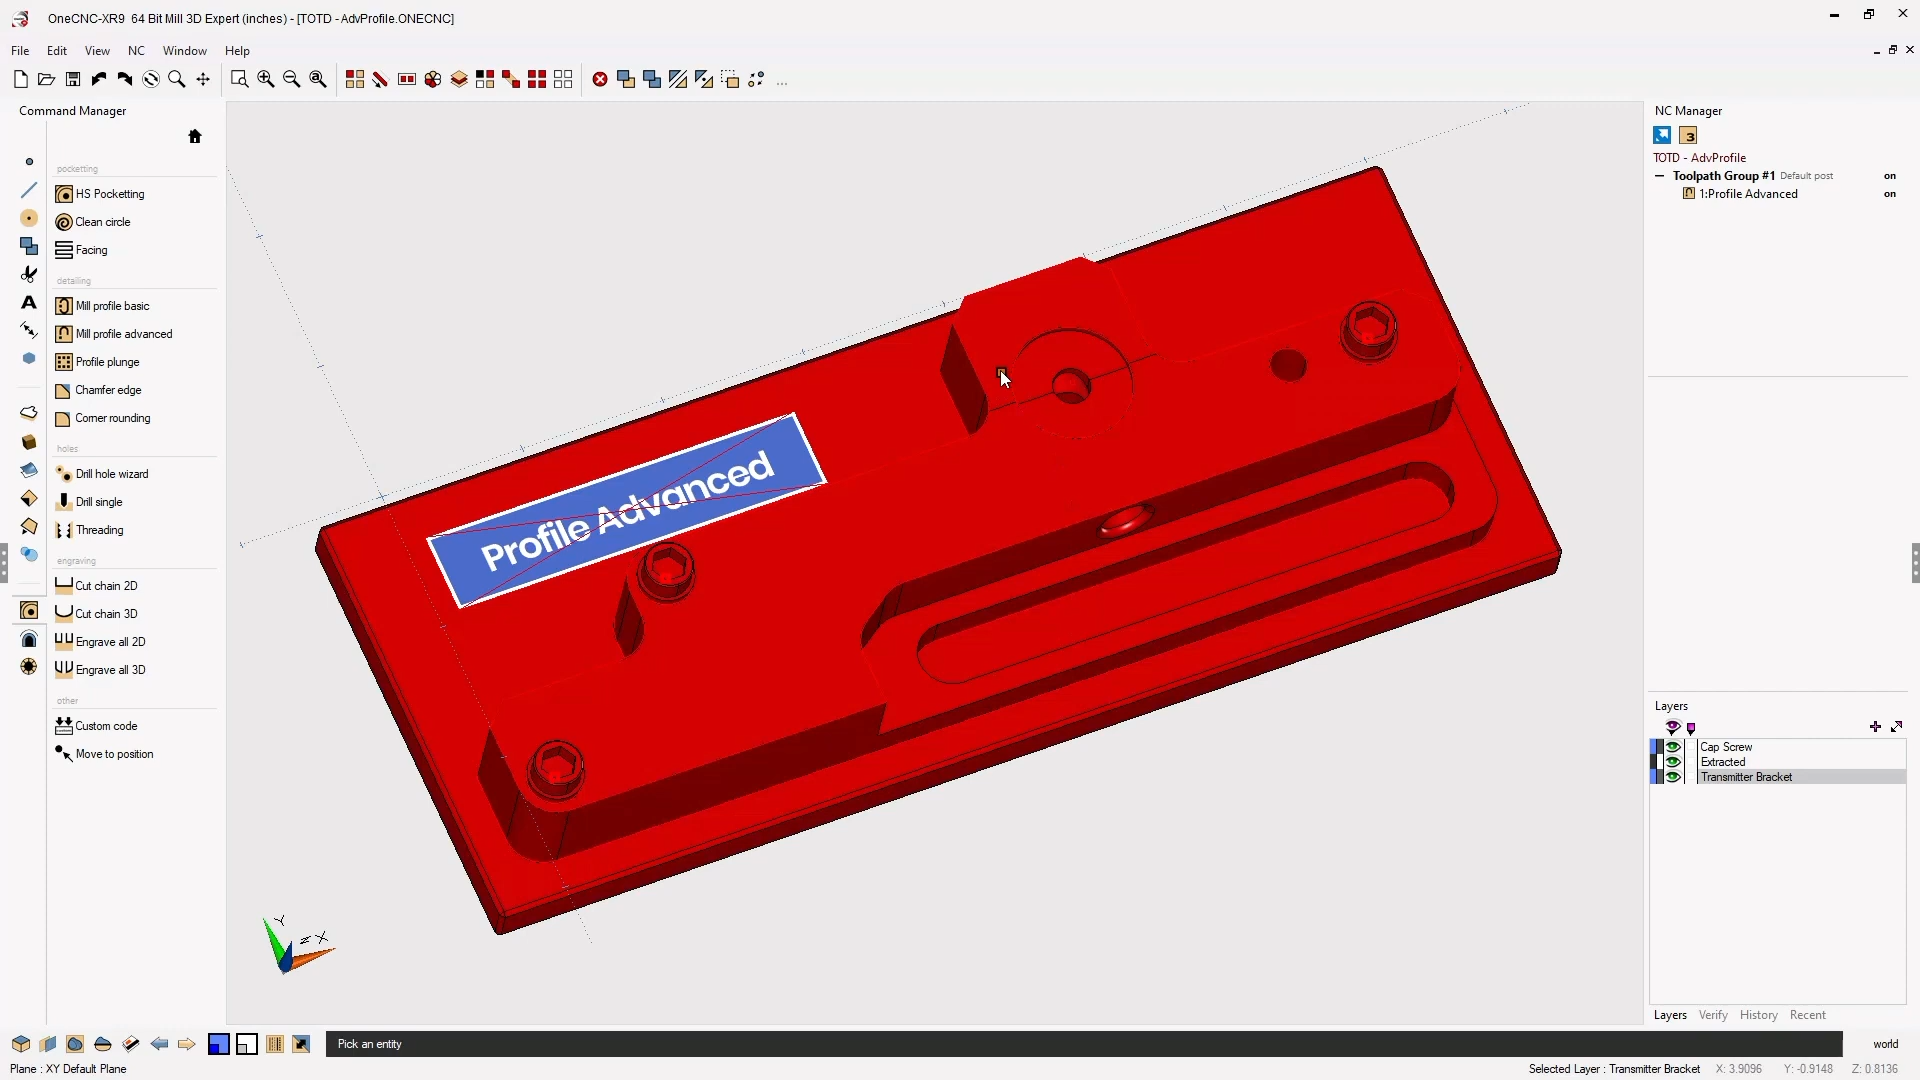 OneCNC-XR9 64 Bit Mill 3D Expert (inches) - [TOTD - AdvProfile.ONECNC]
File Edit View NC Window Help
...
Command Manager
pocketting
HS Pocketting
Clean circle
Facing
detailing
Mill profile basic
Mill profile advanced
Profile plunge
Chamfer edge
Corner rounding
holes
Drill hole wizard
Drill single
Threading
engraving
Cut chain 2D
Cut chain 3D
Engrave all 2D
Engrave all 3D
other
Custom code
Move to position
Profile Advanced
Y
Z X
NC Manager
3
TOTD - AdvProfile
Toolpath Group #1 Default post on
1:Profile Advanced on
Layers
Cap Screw
Extracted
Transmitter Bracket
Layers Verify History Recent
Pick an entity
world
Plane : XY Default Plane
Selected Layer : Transmitter Bracket X: 3.9096 Y: -0.9148 Z: 0.8136